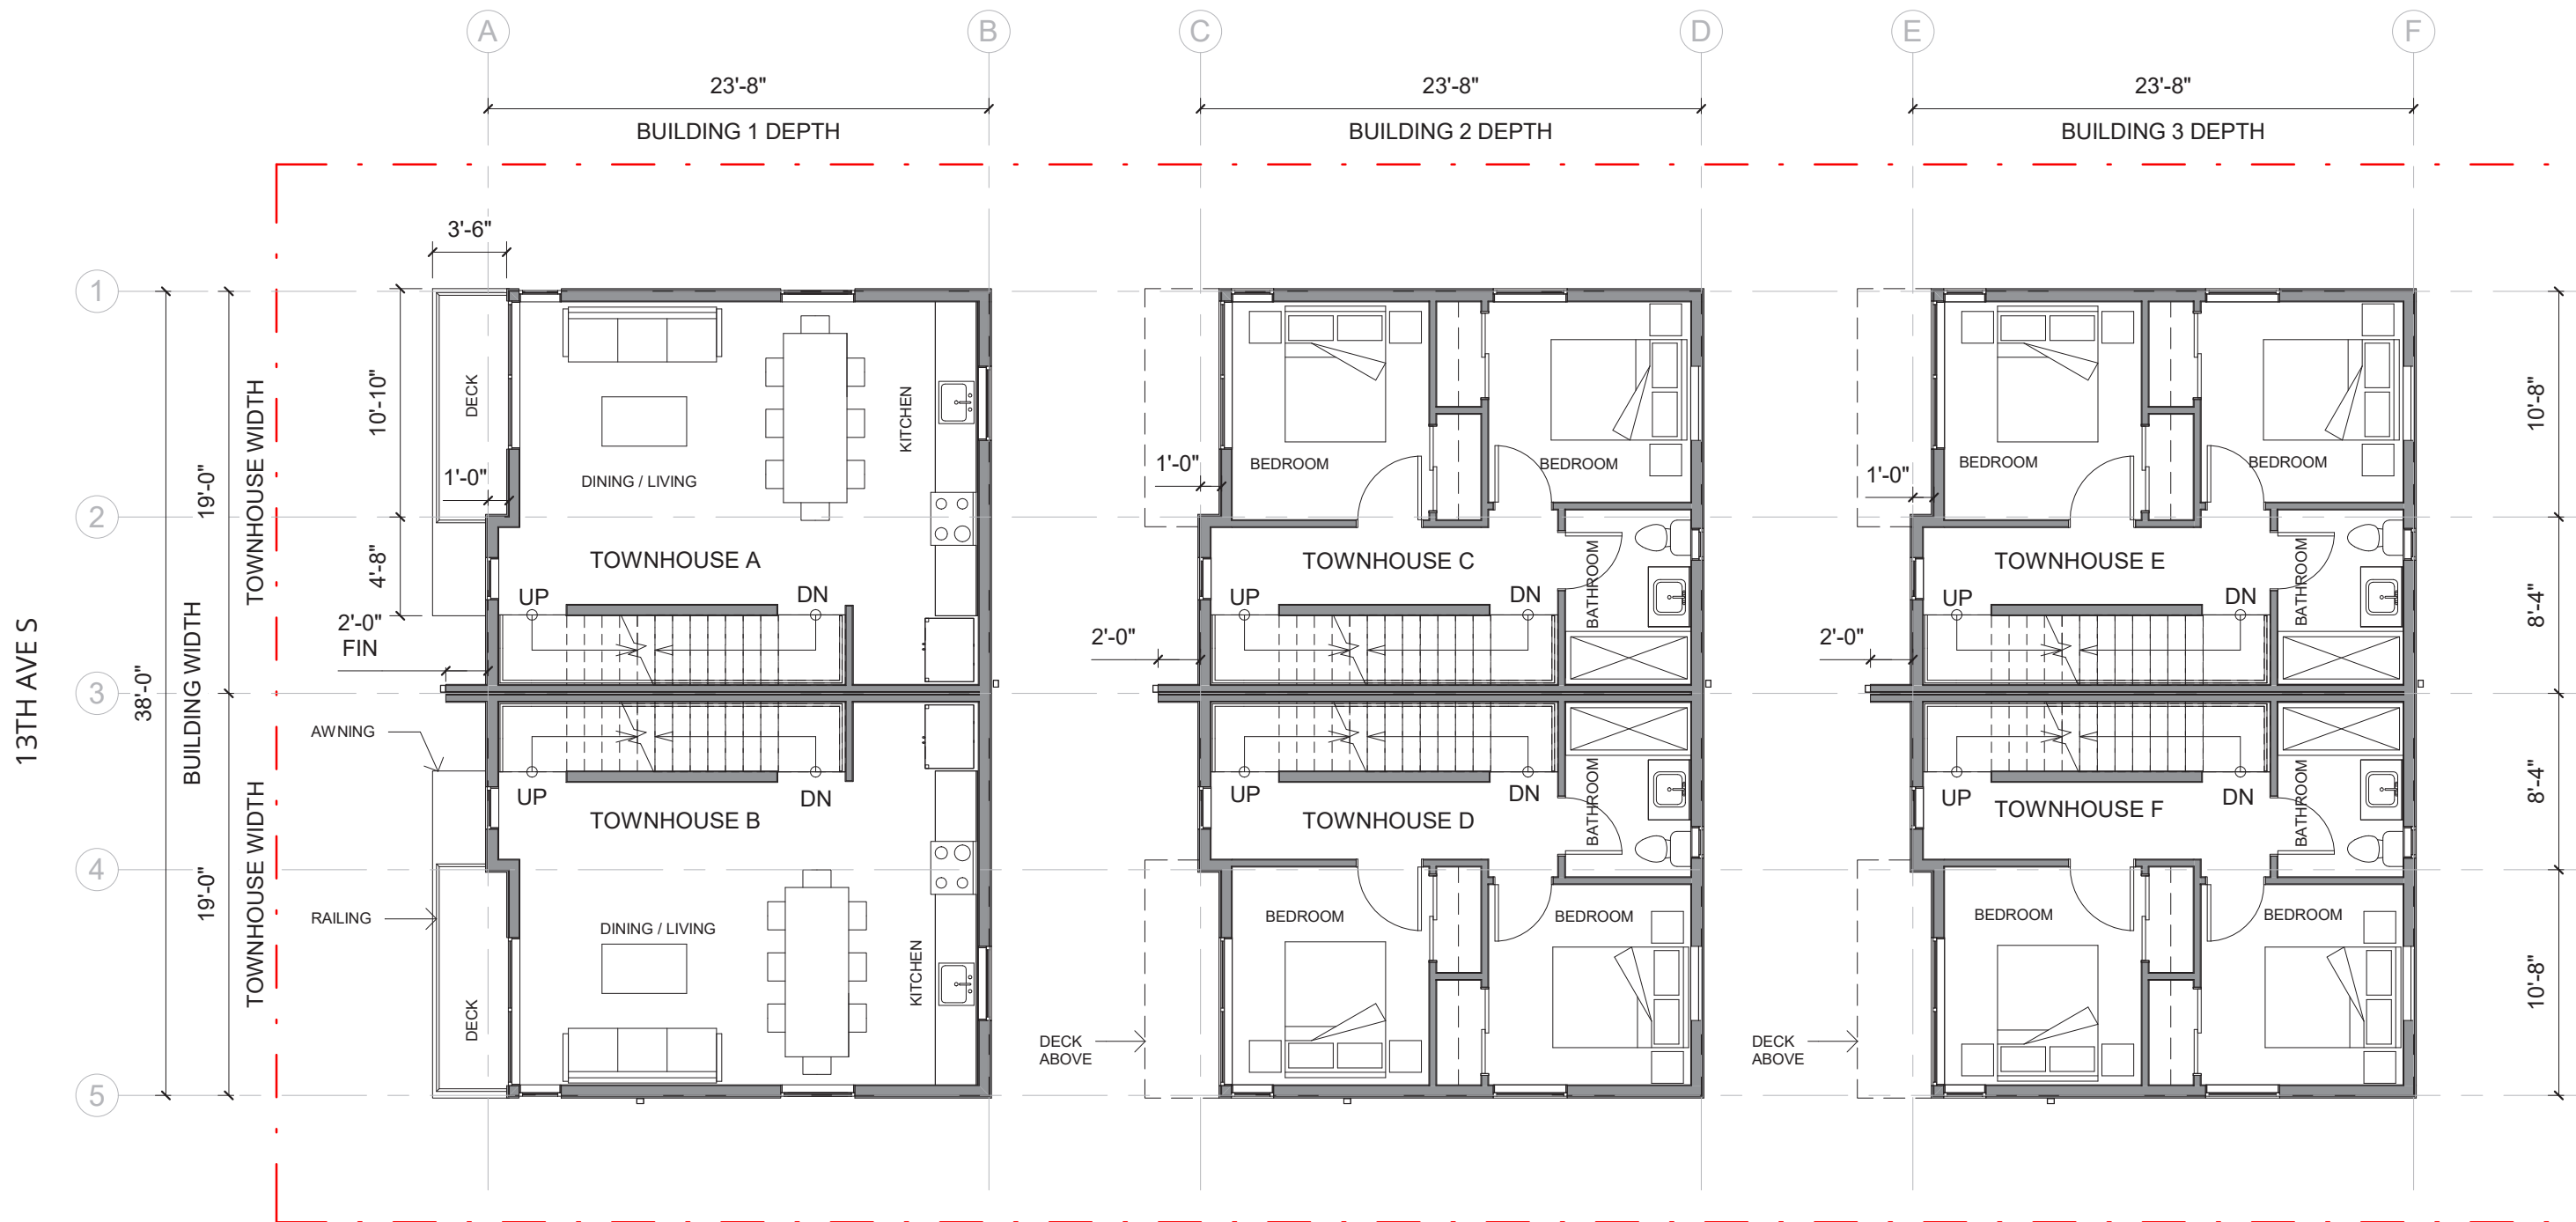 A
B
C
D
E
F
23'-8"
23'-8"
23'-8"
BUILDING 1 DEPTH
BUILDING 2 DEPTH
BUILDING 3 DEPTH
3'-6"
1
2
3
4
5
13TH AVE S
38'-0"
BUILDING WIDTH
19'-0"
TOWNHOUSE WIDTH
19'-0"
TOWNHOUSE WIDTH
10'-10"
4'-8"
1'-0"
2'-0"
FIN
AWNING
RAILING
DECK
DINING / LIVING
KITCHEN
TOWNHOUSE A
UP
DN
UP
DN
TOWNHOUSE B
DINING / LIVING
KITCHEN
DECK
1'-0"
2'-0"
BEDROOM
BEDROOM
TOWNHOUSE C
BATHROOM
UP
DN
UP
DN
TOWNHOUSE D
BATHROOM
BEDROOM
BEDROOM
DECK
ABOVE
1'-0"
2'-0"
BEDROOM
BEDROOM
TOWNHOUSE E
BATHROOM
UP
DN
UP
DN
TOWNHOUSE F
BATHROOM
BEDROOM
BEDROOM
DECK
ABOVE
10'-8"
8'-4"
8'-4"
10'-8"